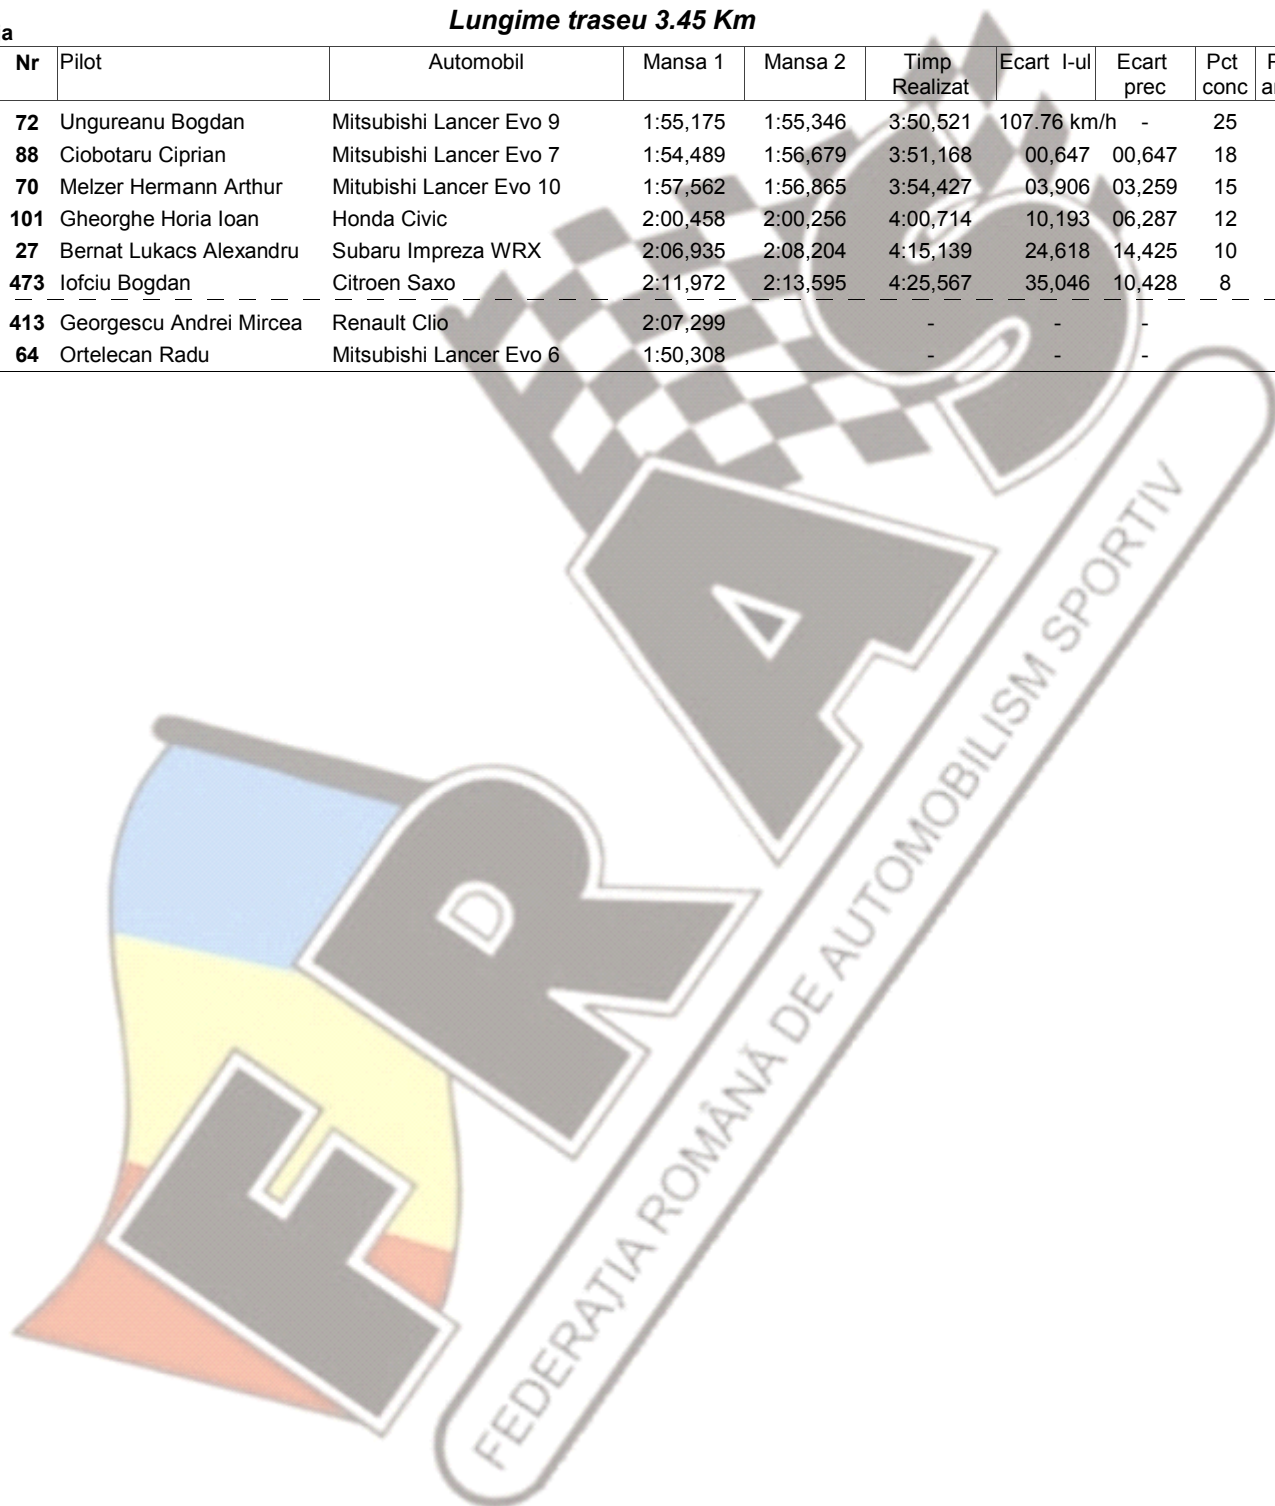 Lungime traseu 3.45 Km
a
Nr Pilot Automobil Mansa 1 Mansa 2 Timp Realizat Ecart I-ul Ecart prec Pct conc
72 Ungureanu Bogdan Mitsubishi Lancer Evo 9 1:55,175 1:55,346 3:50,521 107.76 km/h - 25
88 Ciobotaru Ciprian Mitsubishi Lancer Evo 7 1:54,489 1:56,679 3:51,168 00,647 00,647 18
70 Melzer Hermann Arthur Mitubishi Lancer Evo 10 1:57,562 1:56,865 3:54,427 03,906 03,259 15
101 Gheorghe Horia Ioan Honda Civic 2:00,458 2:00,256 4:00,714 10,193 06,287 12
27 Bernat Lukacs Alexandru Subaru Impreza WRX 2:06,935 2:08,204 4:15,139 24,618 14,425 10
473 Iofciu Bogdan Citroen Saxo 2:11,972 2:13,595 4:25,567 35,046 10,428 8
413 Georgescu Andrei Mircea Renault Clio 2:07,299 - - -
64 Ortelecan Radu Mitsubishi Lancer Evo 6 1:50,308 - - -
FRAS
FEDERAȚIA ROMÂNĂ DE AUTOMOBILISM SPORTIV